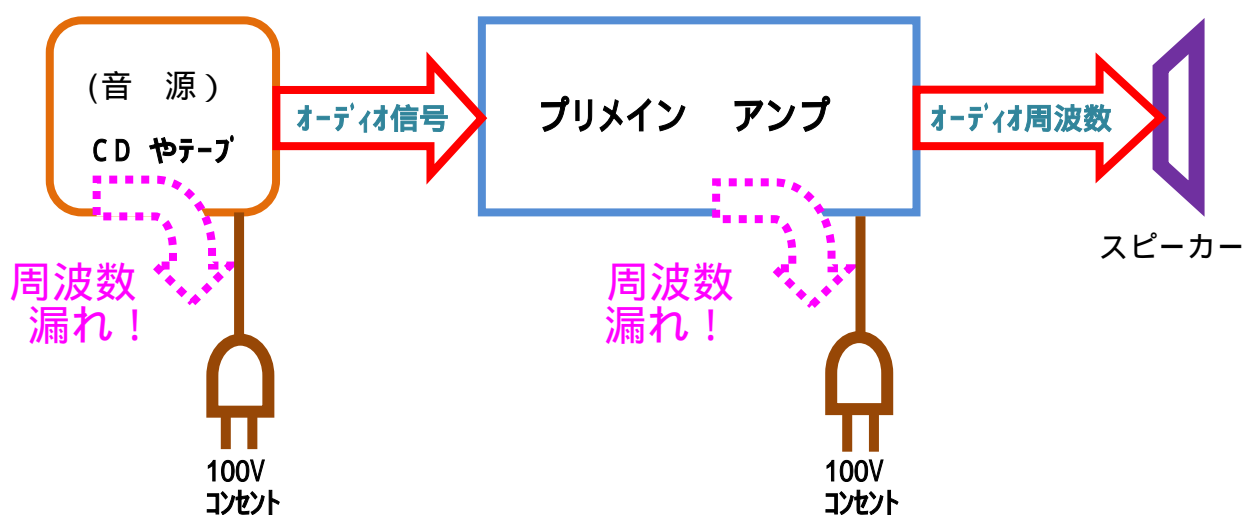 (音　源)
CD やテープ
オーディオ信号
プリメイン　アンプ
オーディオ周波数
スピーカー
周波数
漏れ！
周波数
漏れ！
100V
コンセント
100V
コンセント